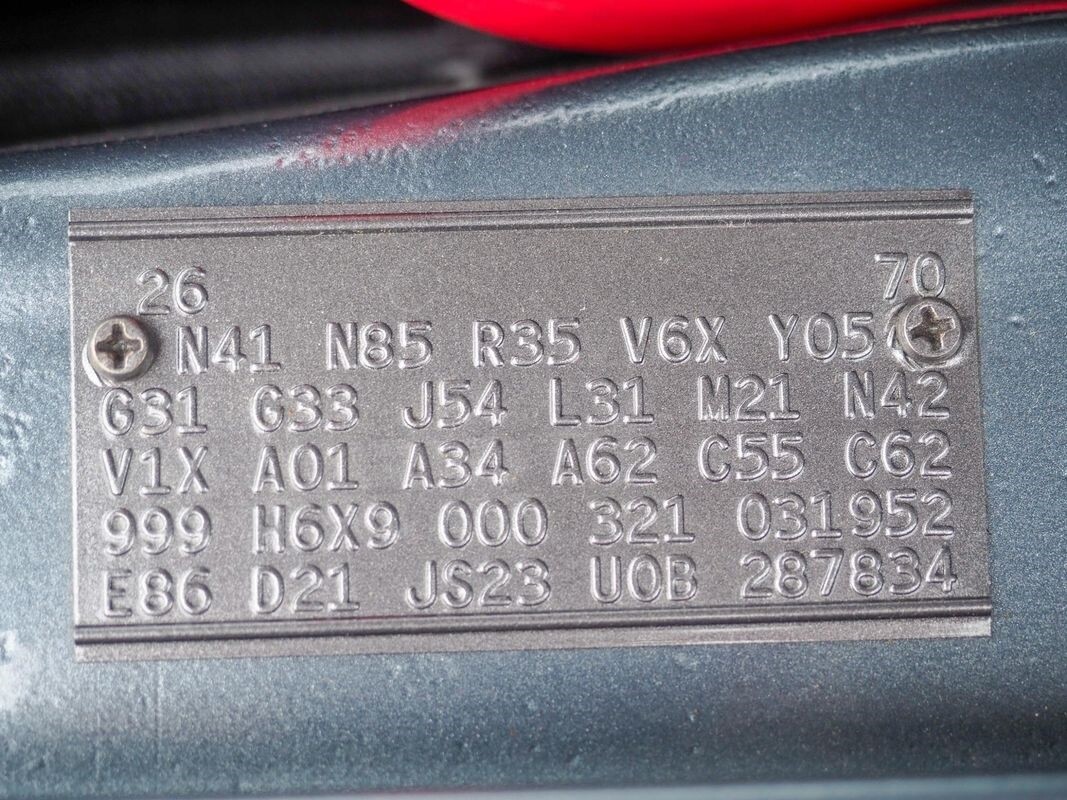 26 70
N41 N85 R35 V6X Y05
G31 G33 J54 L31 M21 N42
V1X A01 A34 A62 C55 C62
999 H6X9 000 321 031952
E86 D21 JS23 U0B 287834